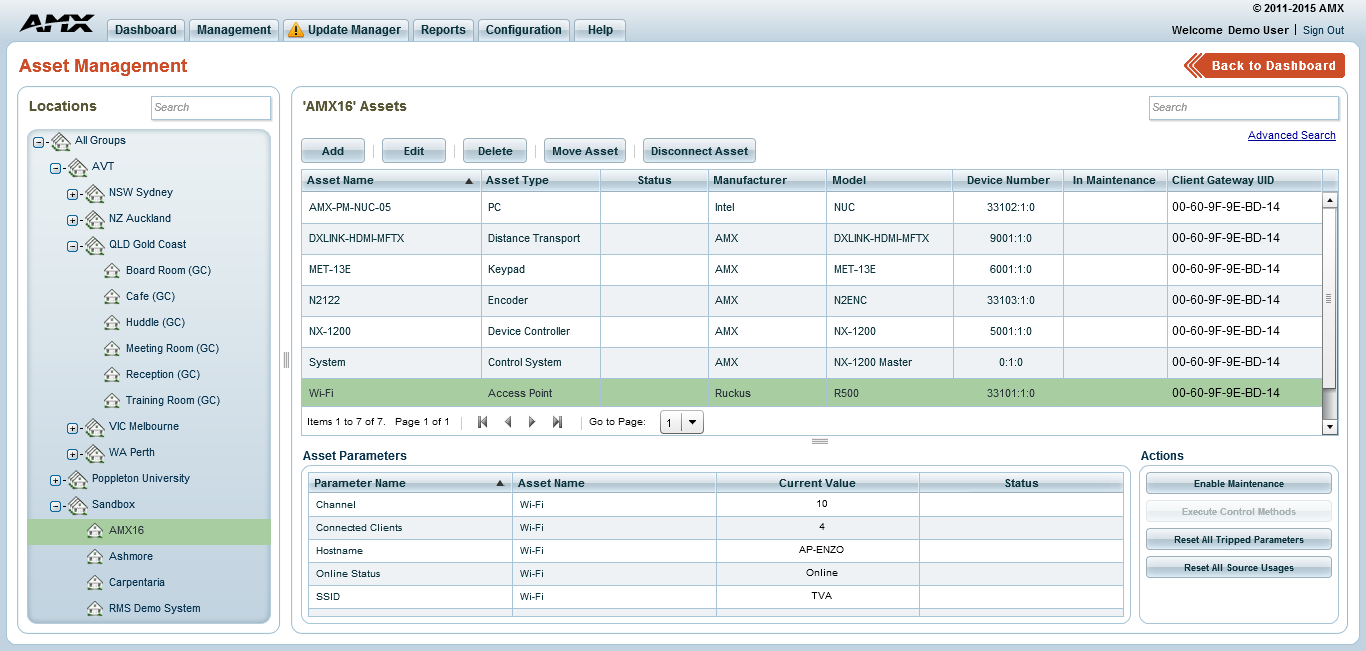 © 2011-2015 AMX
AMX
Dashboard Management Update Manager Reports Configuration Help
Welcome Demo User | Sign Out
Asset Management
Back to Dashboard
Locations
Search
All Groups
AVT
NSW Sydney
NZ Auckland
QLD Gold Coast
Board Room (GC)
Cafe (GC)
Huddle (GC)
Meeting Room (GC)
Reception (GC)
Training Room (GC)
VIC Melbourne
WA Perth
Poppleton University
Sandbox
AMX16
Ashmore
Carpentaria
RMS Demo System
'AMX16' Assets
Search
Advanced Search
Add Edit Delete Move Asset Disconnect Asset
Asset Name Asset Type Status Manufacturer Model Device Number In Maintenance Client Gateway UID
AMX-PM-NUC-05 PC Intel NUC 33102:1:0 00-60-9F-9E-BD-14
DXLINK-HDMI-MFTX Distance Transport AMX DXLINK-HDMI-MFTX 9001:1:0 00-60-9F-9E-BD-14
MET-13E Keypad AMX MET-13E 6001:1:0 00-60-9F-9E-BD-14
N2122 Encoder AMX N2ENC 33103:1:0 00-60-9F-9E-BD-14
NX-1200 Device Controller AMX NX-1200 5001:1:0 00-60-9F-9E-BD-14
System Control System AMX NX-1200 Master 0:1:0 00-60-9F-9E-BD-14
Wi-Fi Access Point Ruckus R500 33101:1:0 00-60-9F-9E-BD-14
Items 1 to 7 of 7. Page 1 of 1 Go to Page: 1
Asset Parameters
Parameter Name Asset Name Current Value Status
Channel Wi-Fi 10
Connected Clients Wi-Fi 4
Hostname Wi-Fi AP-ENZO
Online Status Wi-Fi Online
SSID Wi-Fi TVA
Actions
Enable Maintenance
Execute Control Methods
Reset All Tripped Parameters
Reset All Source Usages